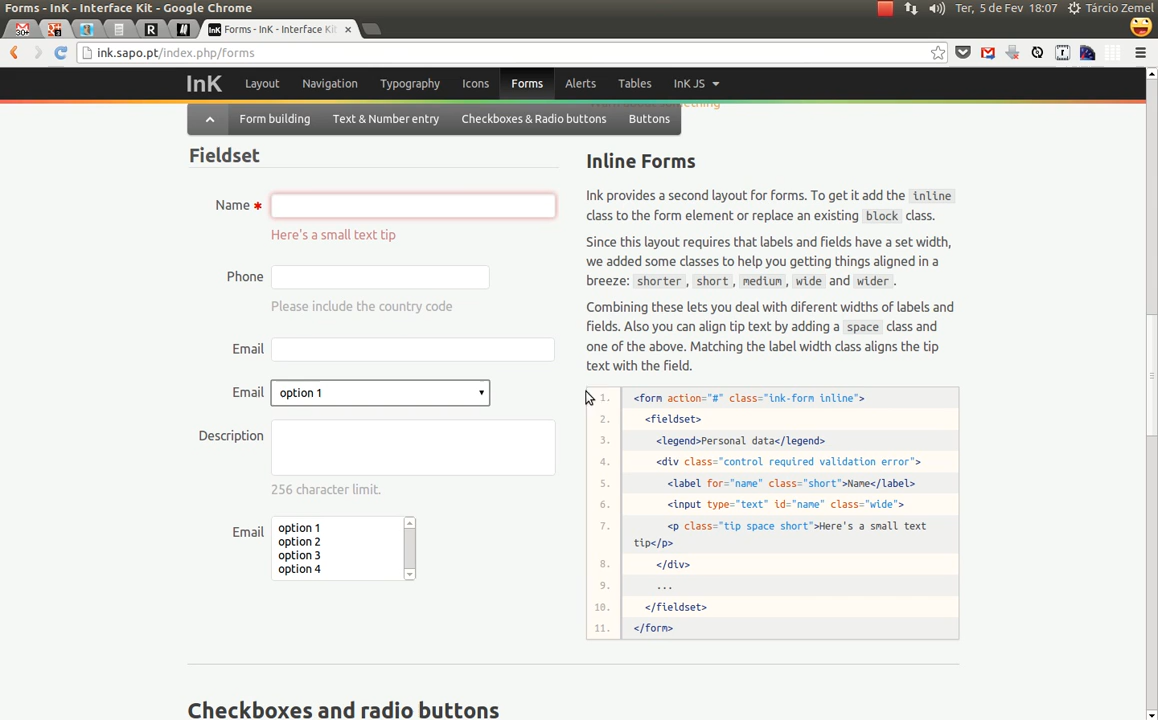 Forms - InK - Interface Kit - Google Chrome
Ter, 5 de Fev 18:07 Tárcio Zemel
30+
Forms - InK - Interface Kit
ink.sapo.pt/index.php/forms
InK Layout Navigation Typography Icons Forms Alerts Tables InK JS
Form building Text & Number entry Checkboxes & Radio buttons Buttons
Fieldset
Name *
Here's a small text tip
Phone
Please include the country code
Email
Email option 1
Description
256 character limit.
Email
option 1
option 2
option 3
option 4
Inline Forms
Ink provides a second layout for forms. To get it add the inline
class to the form element or replace an existing block class.
Since this layout requires that labels and fields have a set width,
we added some classes to help you getting things aligned in a
breeze: shorter, short, medium, wide and wider.
Combining these lets you deal with diferent widths of labels and
fields. Also you can align tip text by adding a space class and
one of the above. Matching the label width class aligns the tip
text with the field.
1. <form action="#" class="ink-form inline">
2. <fieldset>
3. <legend>Personal data</legend>
4. <div class="control required validation error">
5. <label for="name" class="short">Name</label>
6. <input type="text" id="name" class="wide">
7. <p class="tip space short">Here's a small text
tip</p>
8. </div>
9. ...
10. </fieldset>
11. </form>
Checkboxes and radio buttons